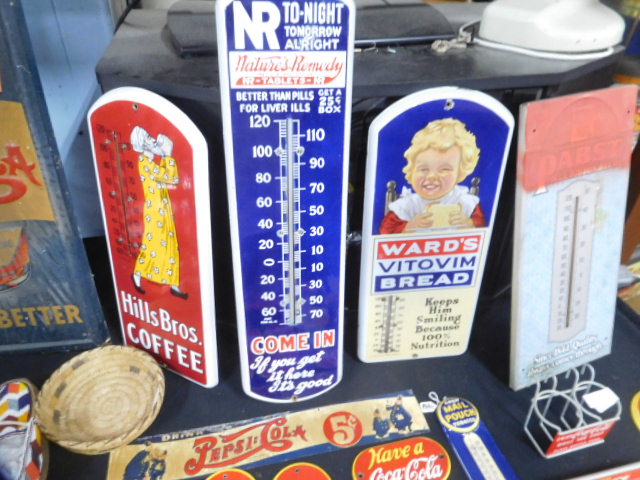 BETTER
Hills Bros.
COFFEE
NR TO-NIGHT
TOMORROW
ALRIGHT
Nature's Remedy
NR-TABLETS-NR
BETTER THAN PILLS
FOR LIVER ILLS
GET A
25¢
BOX
120
110
100
90
80
70
60
50
40
30
20
10
0
10
20
30
40
50
60
70
COME IN
If you get
it here
It's good
WARD'S
VITOVIM
BREAD
Keeps
Him
Smiling
Because
100%
Nutrition
PABST
DRINK
PEPSI-COLA
5¢
MAIL POUCH
TOBACCO
Have a
Coca-Cola